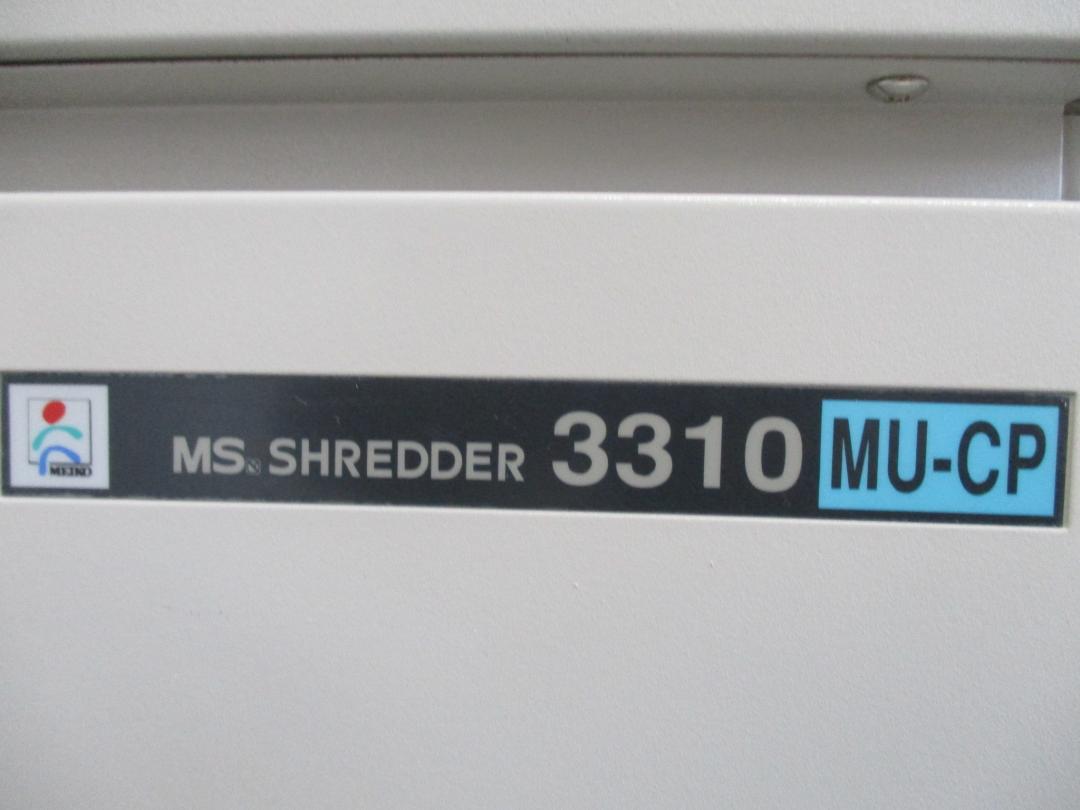 MEIKO
MS SHREDDER 3310 MU-CP